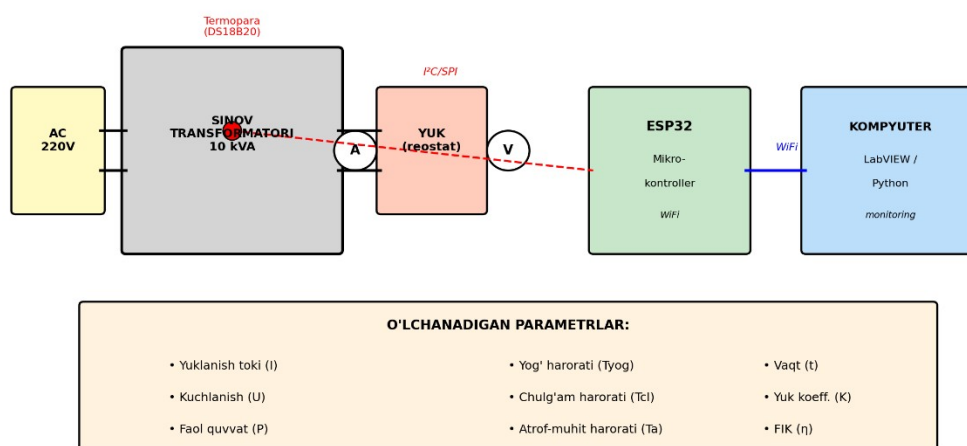 Termopara
(DS18B20)
AC
220V
SINOV
TRANSFORMATORI
10 kVA
A
I²C/SPI
YUK
(reostat)
V
ESP32
Mikro-
kontroller
WiFi
WiFi
KOMPYUTER
LabVIEW /
Python
monitoring
O'LCHANADIGAN PARAMETRLAR:
• Yuklanish toki (I)
• Kuchlanish (U)
• Faol quvvat (P)
• Yog' harorati (Tyog)
• Chulg'am harorati (Tcl)
• Atrof-muhit harorati (Ta)
• Vaqt (t)
• Yuk koeff. (K)
• FIK (η)